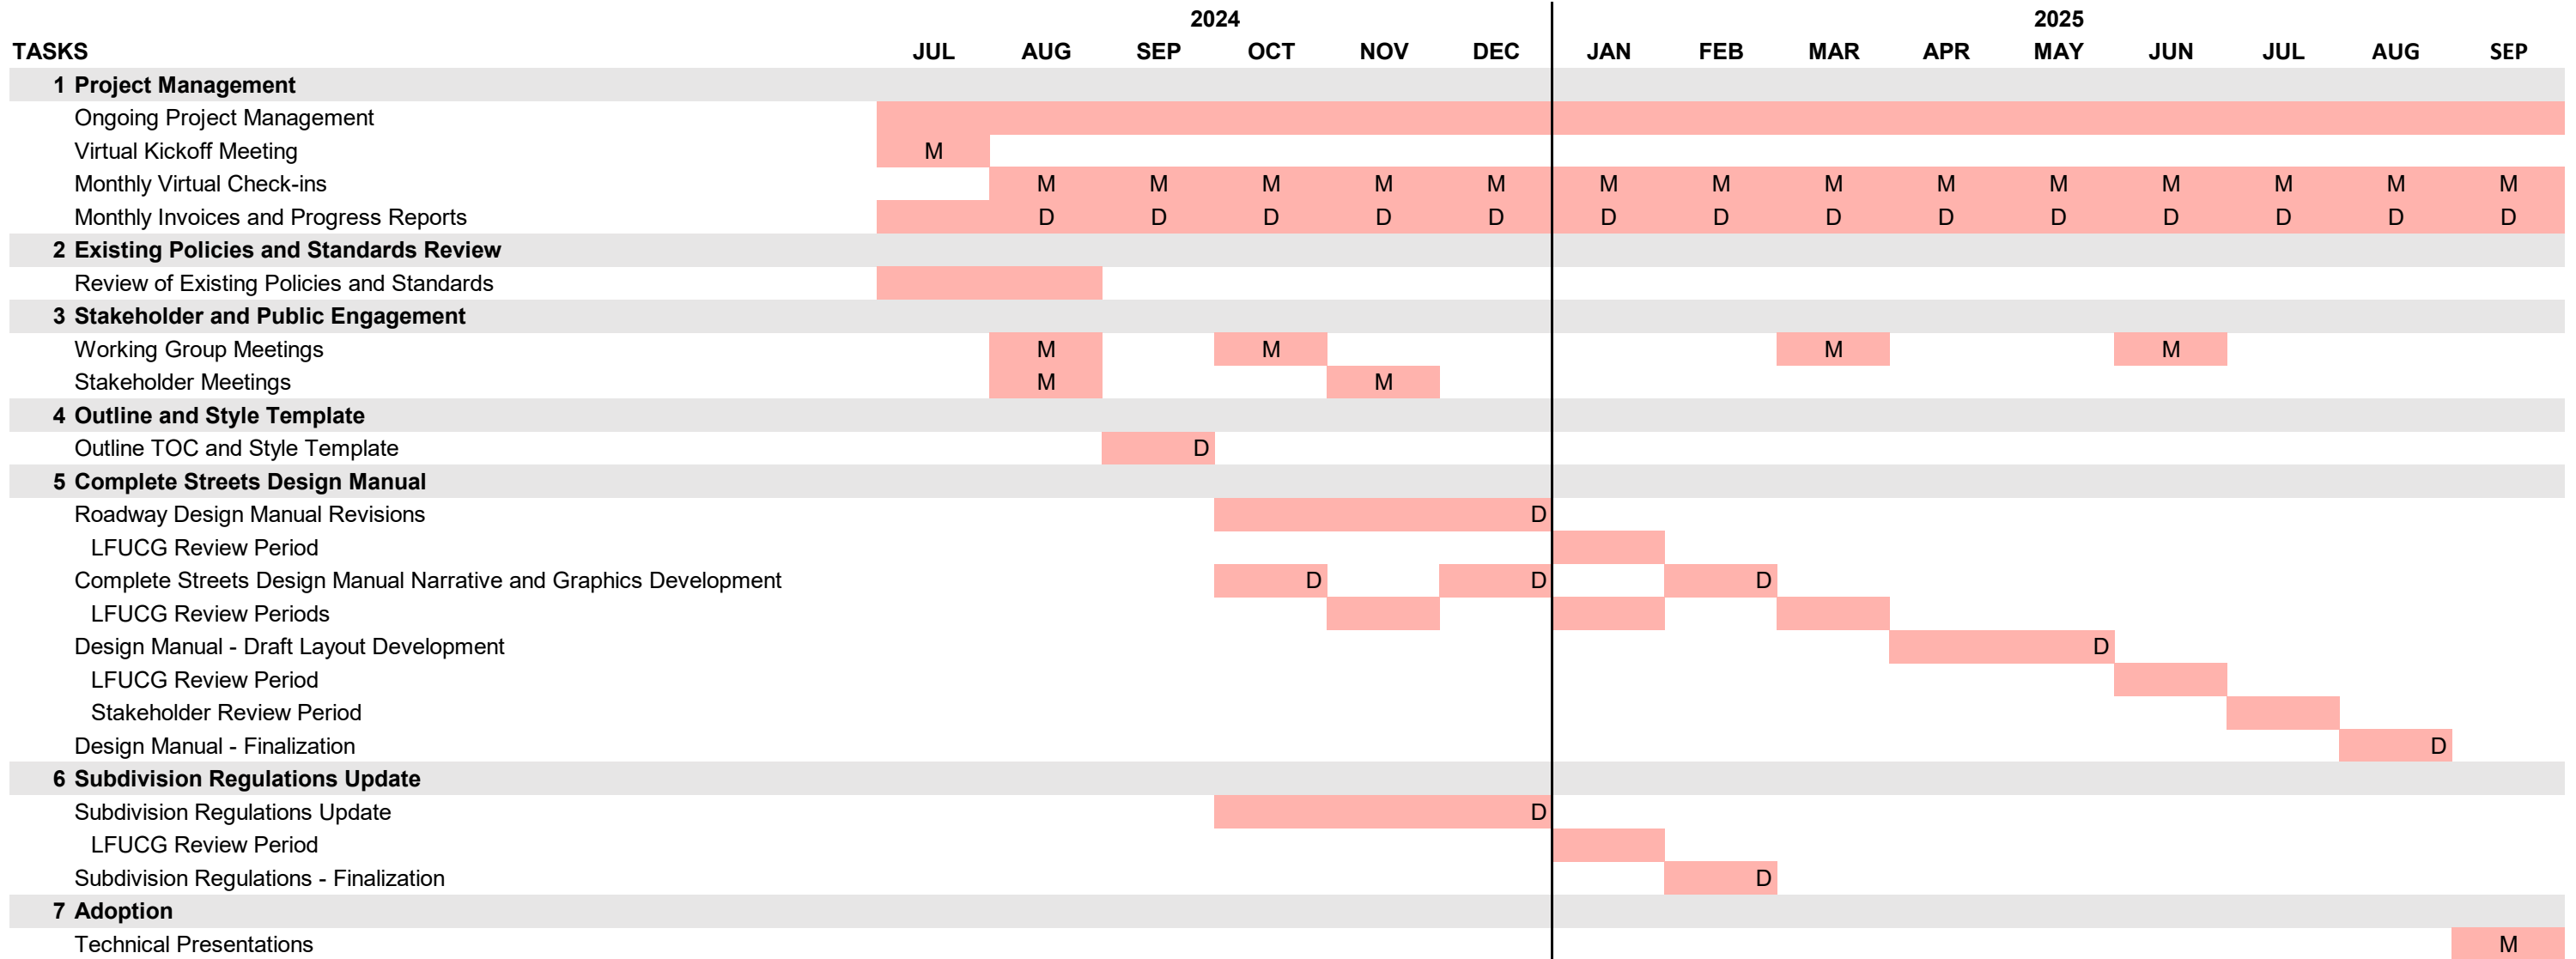 2024 2025
TASKS JUL AUG SEP OCT NOV DEC JAN FEB MAR APR MAY JUN JUL AUG SEP
1 Project Management
Ongoing Project Management
Virtual Kickoff Meeting M
Monthly Virtual Check-ins M M M M M M M M M M M M M M
Monthly Invoices and Progress Reports D D D D D D D D D D D D D D
2 Existing Policies and Standards Review
Review of Existing Policies and Standards
3 Stakeholder and Public Engagement
Working Group Meetings M M M M
Stakeholder Meetings M M
4 Outline and Style Template
Outline TOC and Style Template D
5 Complete Streets Design Manual
Roadway Design Manual Revisions D
LFUCG Review Period
Complete Streets Design Manual Narrative and Graphics Development D D D
LFUCG Review Periods
Design Manual - Draft Layout Development D
LFUCG Review Period
Stakeholder Review Period
Design Manual - Finalization D
6 Subdivision Regulations Update
Subdivision Regulations Update D
LFUCG Review Period
Subdivision Regulations - Finalization D
7 Adoption
Technical Presentations M